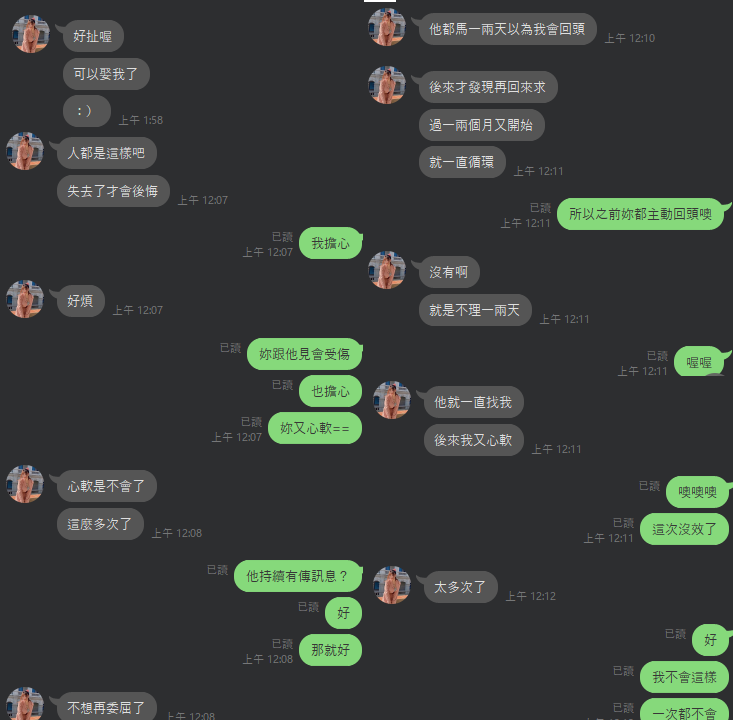 好扯喔
可以娶我了
：）
上午 1:58
人都是這樣吧
失去了才會後悔
上午 12:07
我擔心
已讀
上午 12:07
好煩
上午 12:07
妳跟他見會受傷
已讀
也擔心
已讀
妳又心軟==
已讀
上午 12:07
心軟是不會了
這麼多次了
上午 12:08
他持續有傳訊息？
已讀
好
已讀
那就好
已讀
上午 12:08
不想再委屈了
上午 12:08
他都馬一兩天以為我會回頭
上午 12:10
後來才發現再回來求
過一兩個月又開始
就一直循環
上午 12:11
所以之前妳都主動回頭噢
已讀
上午 12:11
沒有啊
就是不理一兩天
上午 12:11
喔喔
已讀
上午 12:11
他就一直找我
後來我又心軟
上午 12:11
噢噢噢
已讀
這次沒效了
已讀
上午 12:11
太多次了
上午 12:12
好
已讀
我不會這樣
已讀
一次都不會
已讀